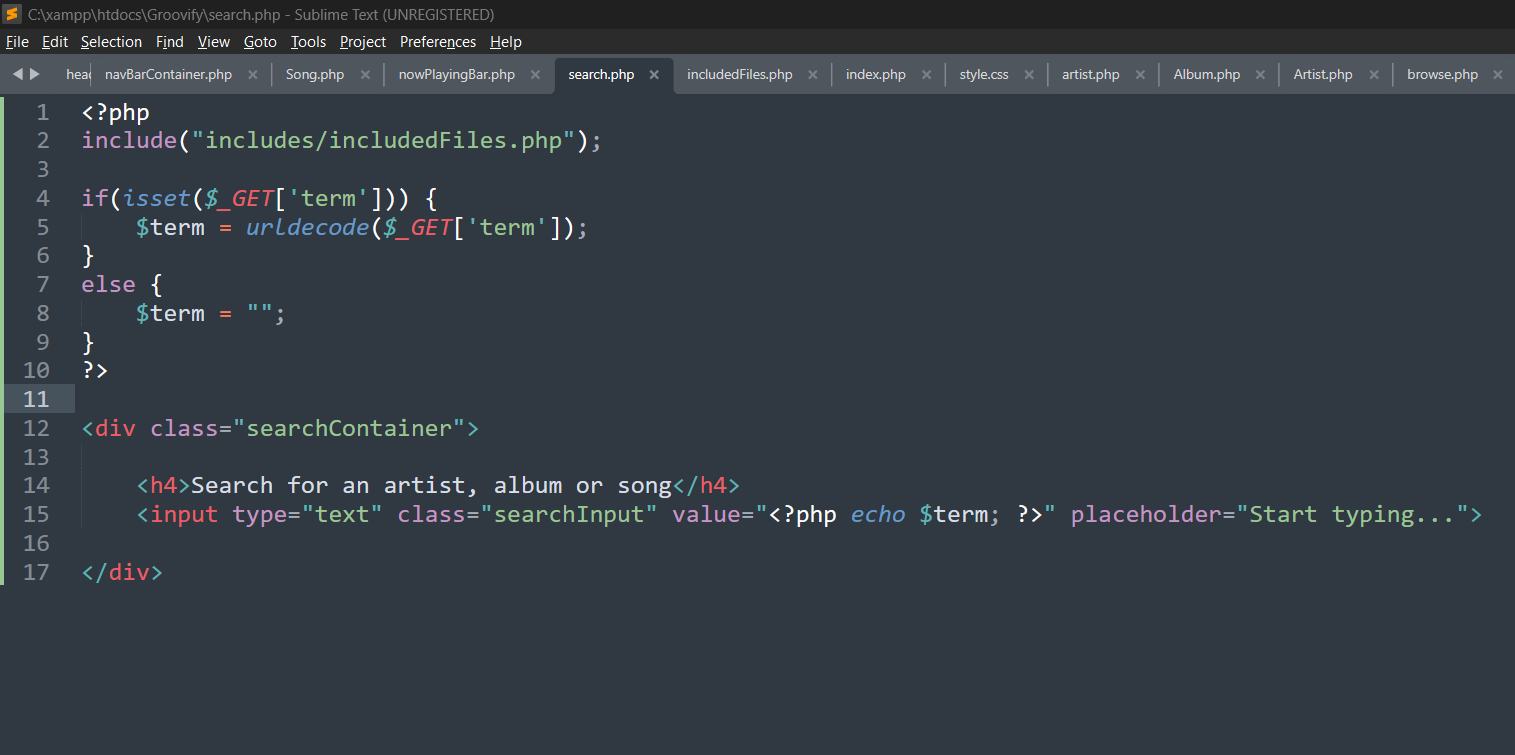 C:\xampp\htdocs\Groovify\search.php - Sublime Text (UNREGISTERED)
File Edit Selection Find View Goto Tools Project Preferences Help
navBarContainer.php × Song.php × nowPlayingBar.php × search.php × includedFiles.php × index.php × style.css × artist.php × Album.php × Artist.php × browse.php ×
1 <?php
2 include("includes/includedFiles.php");
3
4 if(isset($_GET['term'])) {
5     $term = urldecode($_GET['term']);
6 }
7 else {
8     $term = "";
9 }
10 ?>
11
12 <div class="searchContainer">
13
14     <h4>Search for an artist, album or song</h4>
15     <input type="text" class="searchInput" value="<?php echo $term; ?>" placeholder="Start typing...">
16
17 </div>